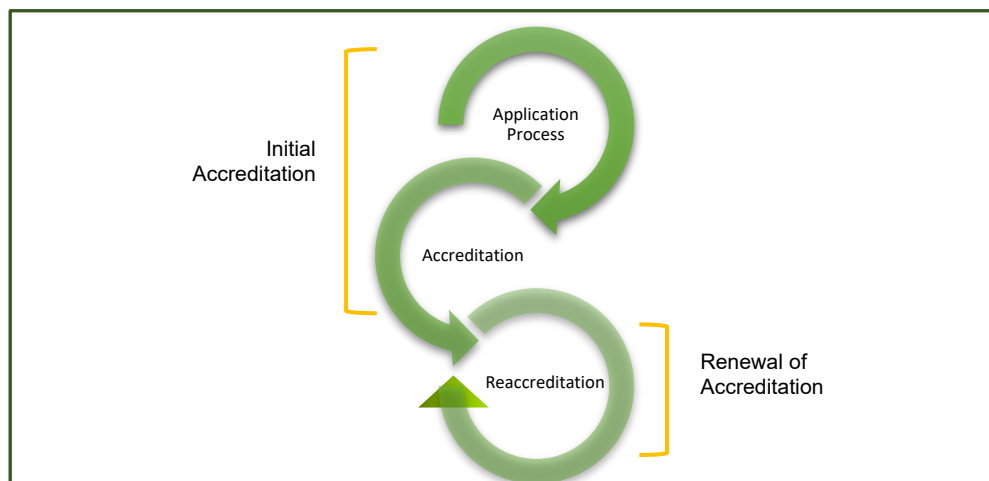 Application
Process
Initial
Accreditation
Accreditation
Reaccreditation
Renewal of
Accreditation